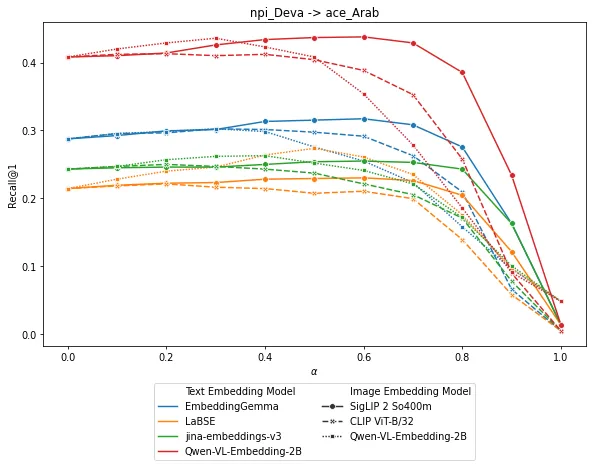 npi_Deva -> ace_Arab
Recall@1
0.4
0.3
0.2
0.1
0.0
0.0 0.2 0.4 0.6 0.8 1.0
α
Text Embedding Model
EmbeddingGemma
LaBSE
jina-embeddings-v3
Qwen-VL-Embedding-2B
Image Embedding Model
SigLIP 2 So400m
CLIP ViT-B/32
Qwen-VL-Embedding-2B